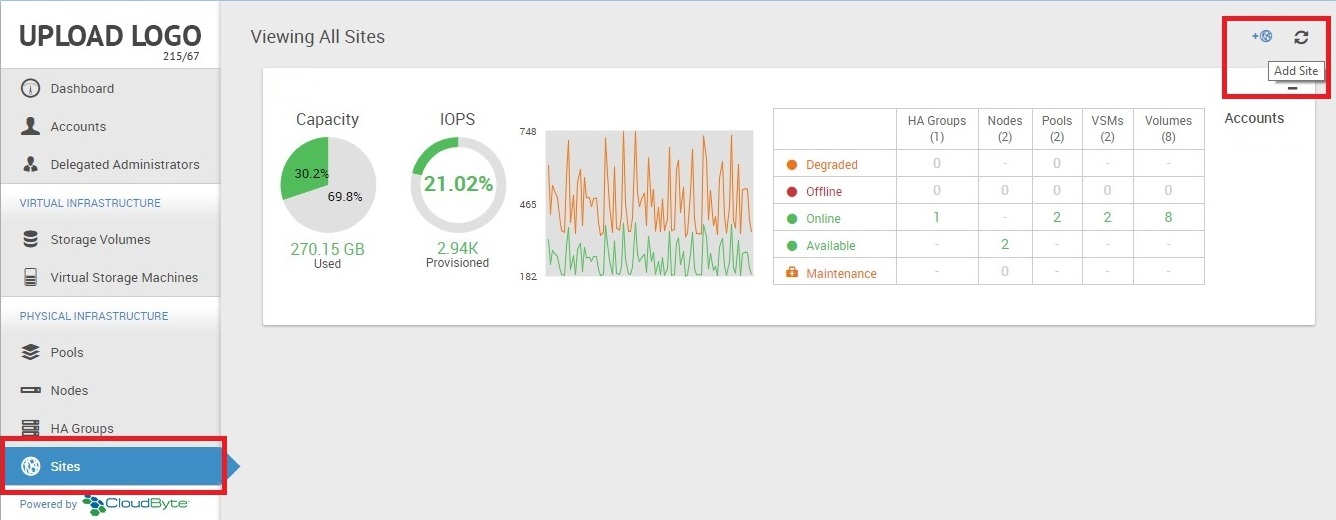 UPLOAD LOGO
215/67
Dashboard
Accounts
Delegated Administrators
VIRTUAL INFRASTRUCTURE
Storage Volumes
Virtual Storage Machines
PHYSICAL INFRASTRUCTURE
Pools
Nodes
HA Groups
Sites
Powered by CloudByte
Viewing All Sites
Add Site
Capacity
30.2%
69.8%
270.15 GB
Used
IOPS
21.02%
2.94K
Provisioned
748
465
182
HA Groups (1) Nodes (2) Pools (2) VSMs (2) Volumes (8)
Degraded 0 - 0 - -
Offline 0 0 0 0 0
Online 1 - 2 2 8
Available - 2 - - -
Maintenance - 0 - - -
Accounts